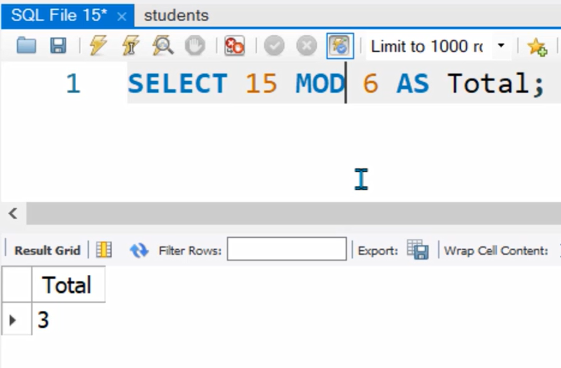 SQL File 15* × students
Limit to 1000 ro
1 SELECT 15 MOD 6 AS Total;
Result Grid Filter Rows: Export: Wrap Cell Content:
Total
3